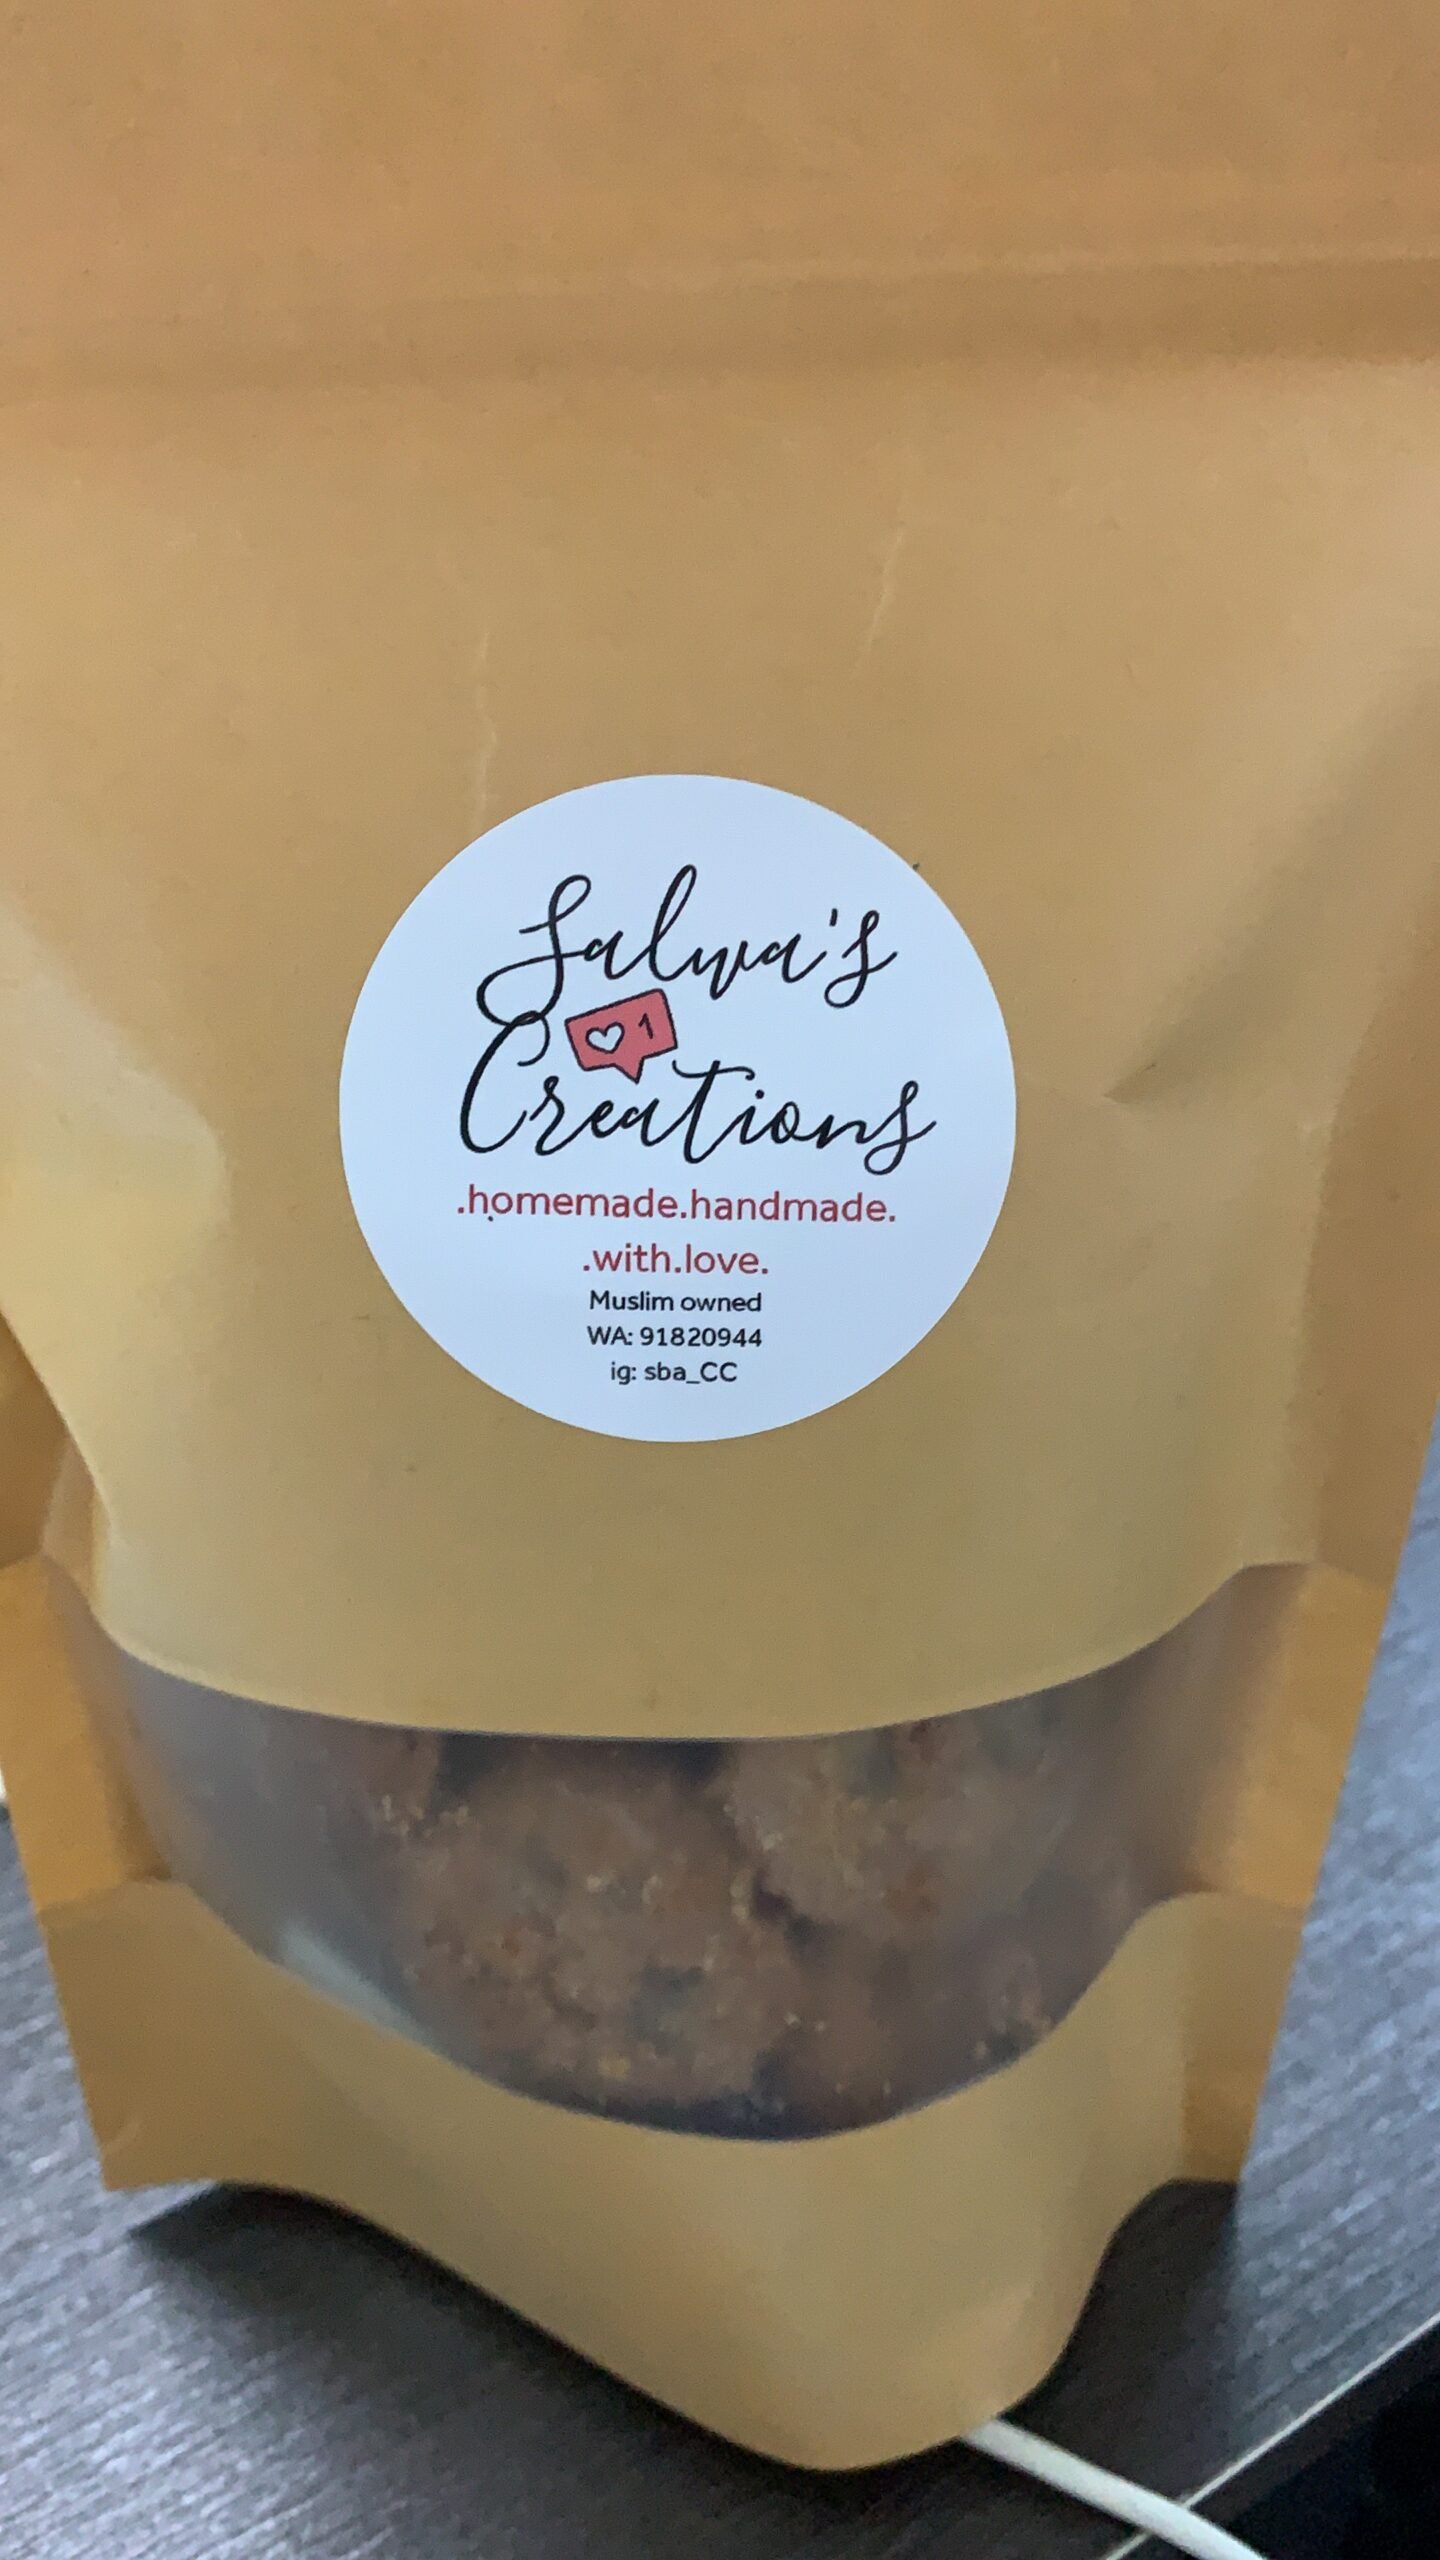 Salwa's
1
Creations
.homemade.handmade.
.with.love.
Muslim owned
WA: 91820944
ig: sba_CC